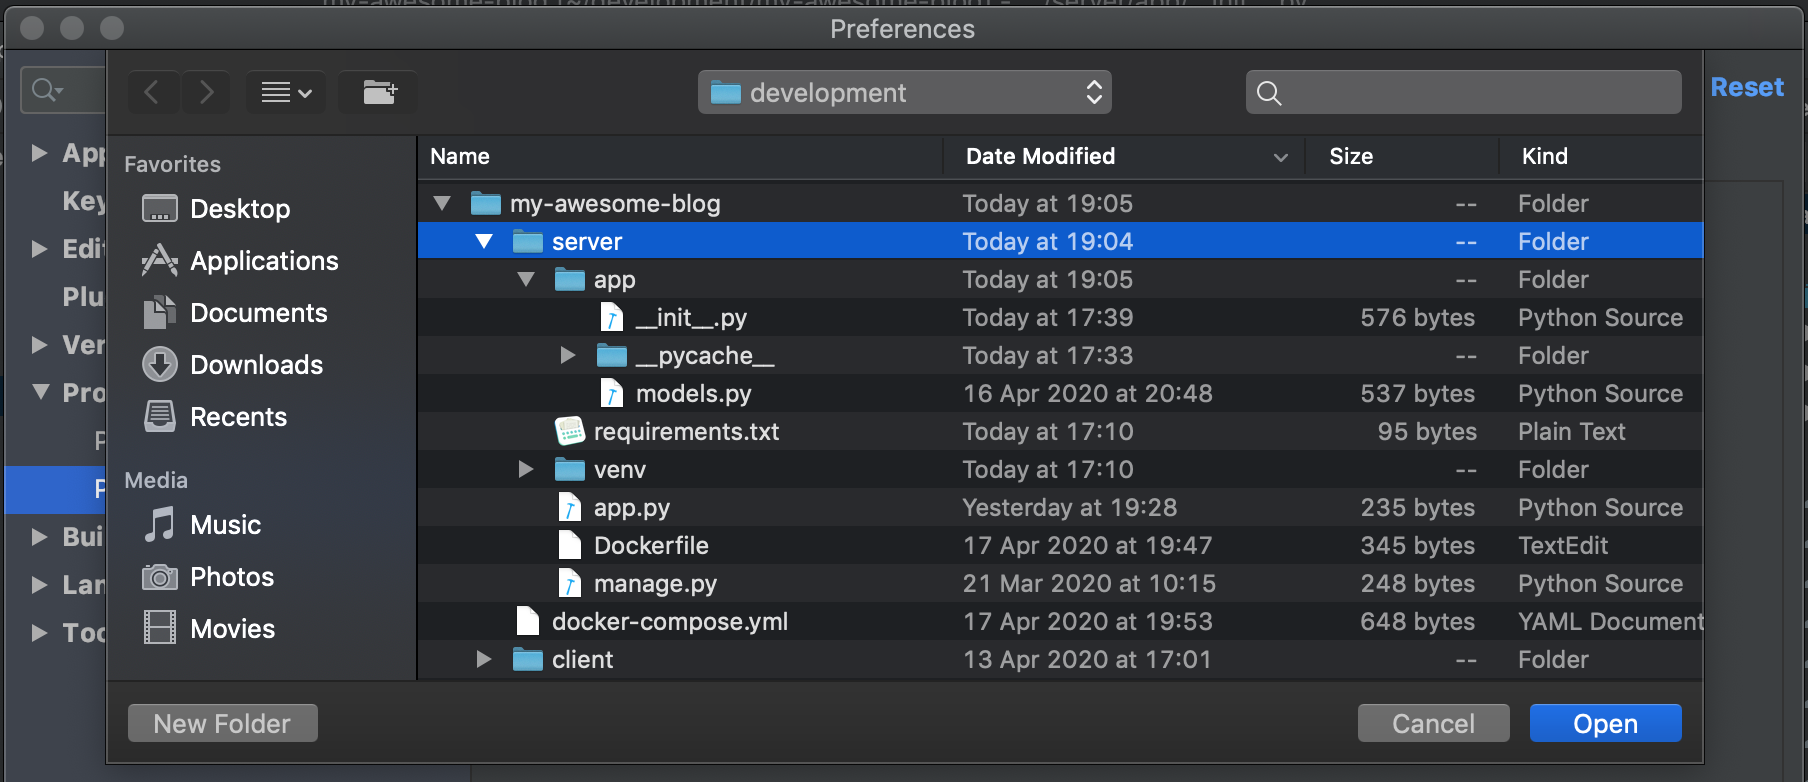 Preferences
development
Reset
App
Key
Edit
Plu
Ver
Pro
P
P
Bui
Lan
Too
Favorites
Desktop
Applications
Documents
Downloads
Recents
Media
Music
Photos
Movies
Name Date Modified Size Kind
my-awesome-blog Today at 19:05 -- Folder
server Today at 19:04 -- Folder
app Today at 19:05 -- Folder
__init__.py Today at 17:39 576 bytes Python Source
__pycache__ Today at 17:33 -- Folder
models.py 16 Apr 2020 at 20:48 537 bytes Python Source
requirements.txt Today at 17:10 95 bytes Plain Text
venv Today at 17:10 -- Folder
app.py Yesterday at 19:28 235 bytes Python Source
Dockerfile 17 Apr 2020 at 19:47 345 bytes TextEdit
manage.py 21 Mar 2020 at 10:15 248 bytes Python Source
docker-compose.yml 17 Apr 2020 at 19:53 648 bytes YAML Document
client 13 Apr 2020 at 17:01 -- Folder
New Folder Cancel Open